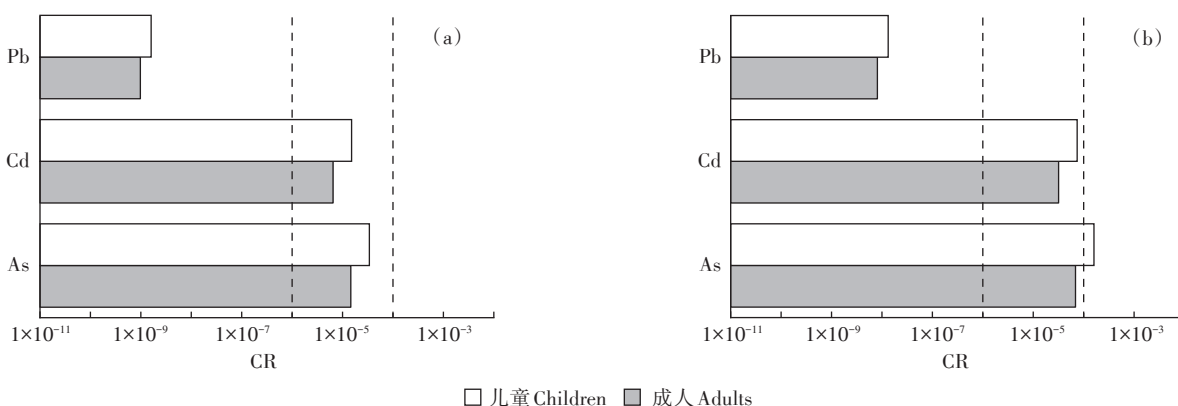 (a)
Pb
Cd
As
1×10⁻¹¹ 1×10⁻⁹ 1×10⁻⁷ 1×10⁻⁵ 1×10⁻³
CR
(b)
Pb
Cd
As
1×10⁻¹¹ 1×10⁻⁹ 1×10⁻⁷ 1×10⁻⁵ 1×10⁻³
CR
儿童 Children 成人 Adults